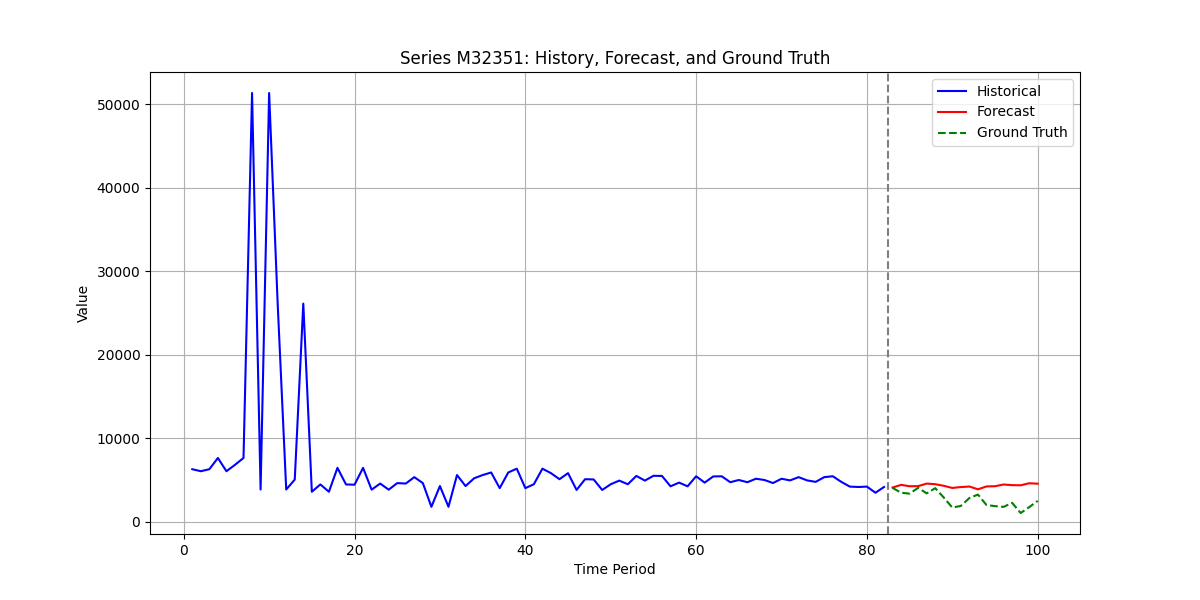 Series M32351: History, Forecast, and Ground Truth
Historical
Forecast
Ground Truth
50000
40000
30000
20000
10000
0
Value
0 20 40 60 80 100
Time Period